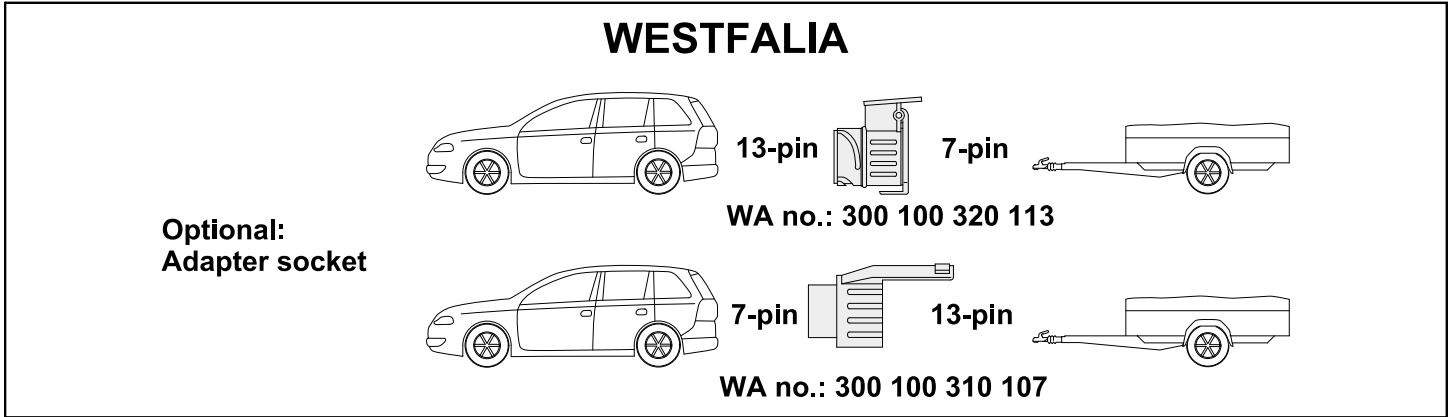 WESTFALIA
13-pin
7-pin
WA no.: 300 100 320 113
Optional:
Adapter socket
7-pin
13-pin
WA no.: 300 100 310 107